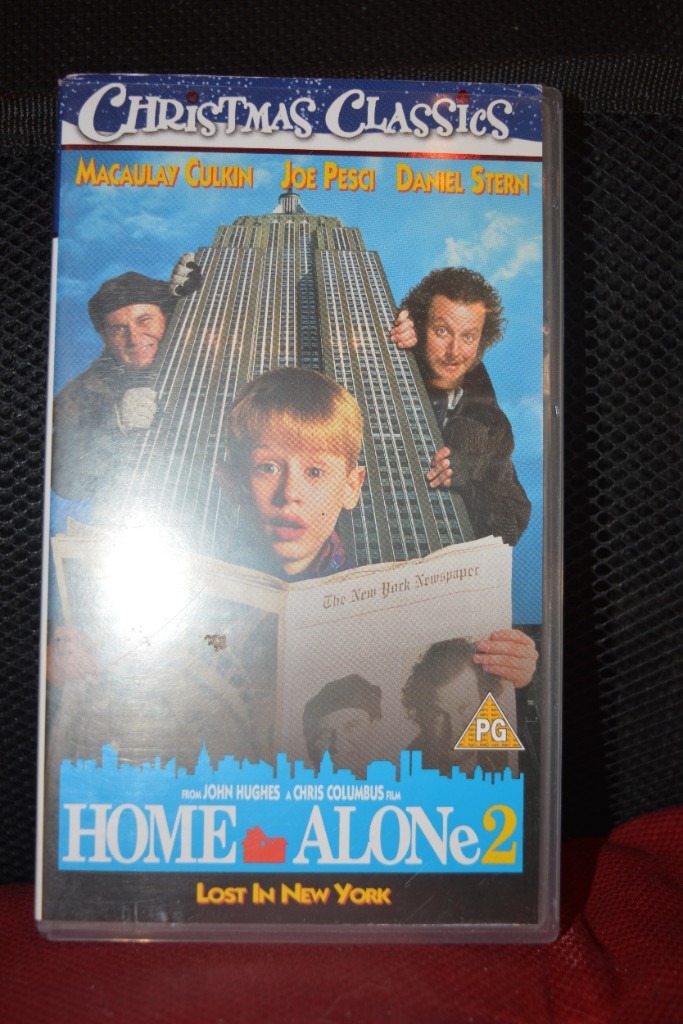 CHRISTMAS CLASSICS
MACAULAY CULKIN JOE PESCI DANIEL STERN
The New York Newspaper
PG
FROM JOHN HUGHES A CHRIS COLUMBUS FILM
HOME ALONe 2
LOST IN NEW YORK